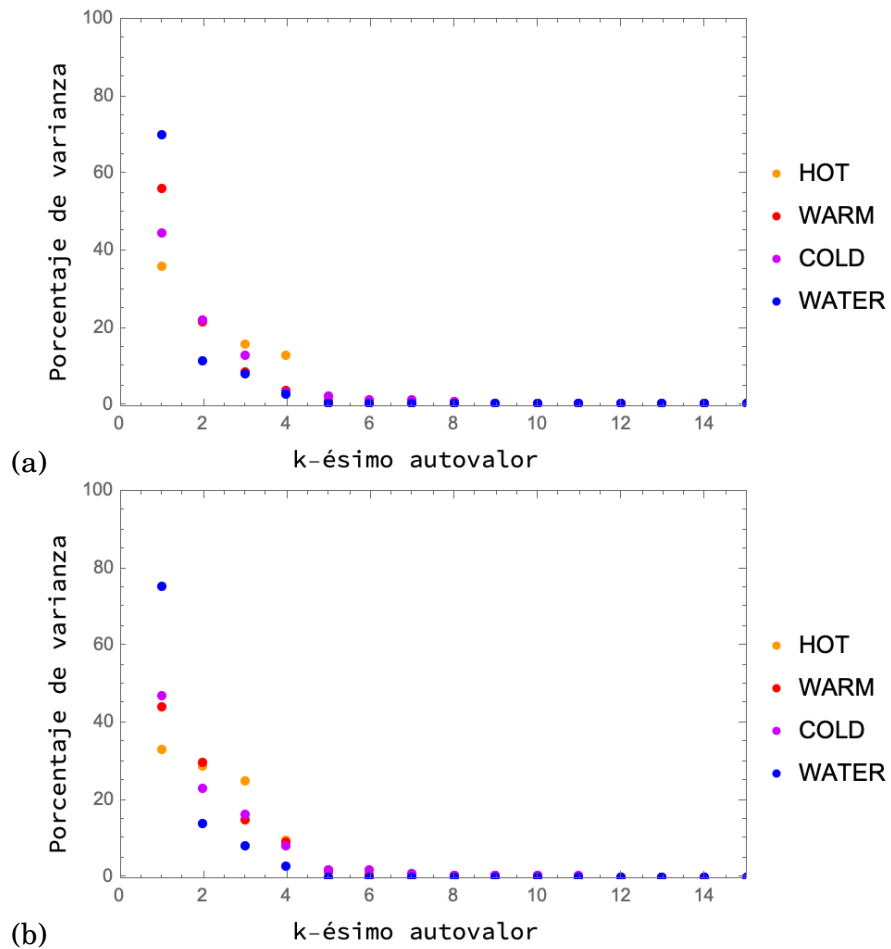 100
80
60
40
20
0
Porcentaje de varianza
0 2 4 6 8 10 12 14
k-ésimo autovalor
HOT
WARM
COLD
WATER
(a)
100
80
60
40
20
0
Porcentaje de varianza
0 2 4 6 8 10 12 14
k-ésimo autovalor
HOT
WARM
COLD
WATER
(b)